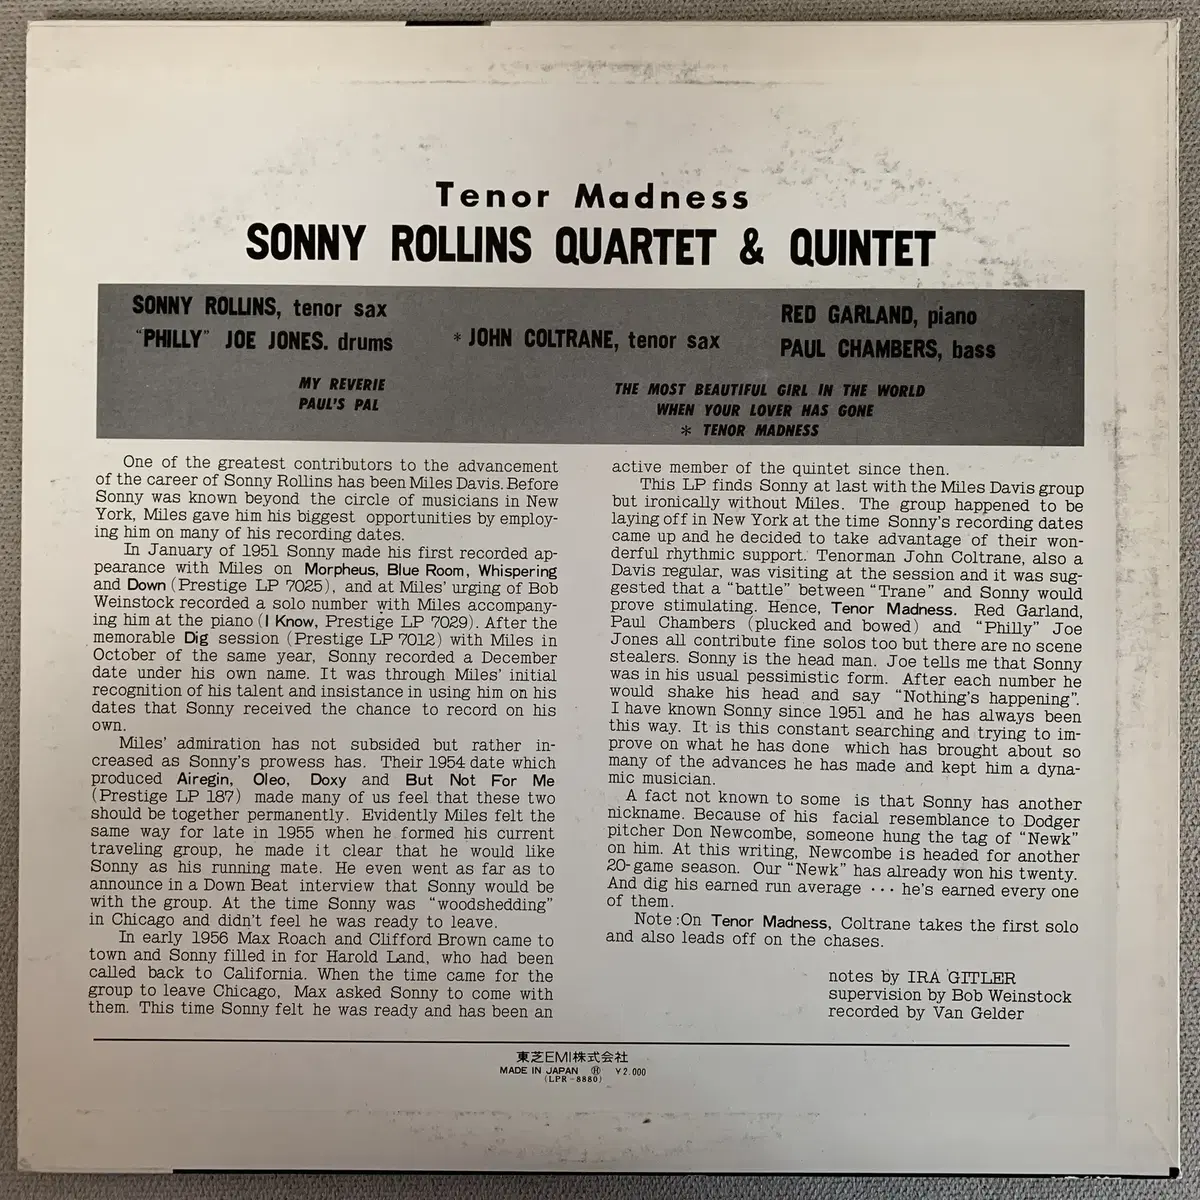 Tenor Madness
SONNY ROLLINS QUARTET & QUINTET
SONNY ROLLINS, tenor sax
"PHILLY" JOE JONES. drums
* JOHN COLTRANE, tenor sax
RED GARLAND, piano
PAUL CHAMBERS, bass
MY REVERIE
PAUL'S PAL
THE MOST BEAUTIFUL GIRL IN THE WORLD
WHEN YOUR LOVER HAS GONE
* TENOR MADNESS
One of the greatest contributors to the advancement
of the career of Sonny Rollins has been Miles Davis. Before
Sonny was known beyond the circle of musicians in New
York, Miles gave him his biggest opportunities by employ-
ing him on many of his recording dates.
In January of 1951 Sonny made his first recorded ap-
pearance with Miles on Morpheus, Blue Room, Whispering
and Down (Prestige LP 7025), and at Miles' urging of Bob
Weinstock recorded a solo number with Miles accompany-
ing him at the piano (I Know, Prestige LP 7029). After the
memorable Dig session (Prestige LP 7012) with Miles in
October of the same year, Sonny recorded a December
date under his own name. It was through Miles' initial
recognition of his talent and insistance in using him on his
dates that Sonny received the chance to record on his
own.
Miles' admiration has not subsided but rather in-
creased as Sonny's prowess has. Their 1954 date which
produced Airegin, Oleo, Doxy and But Not For Me
(Prestige LP 187) made many of us feel that these two
should be together permanently. Evidently Miles felt the
same way for late in 1955 when he formed his current
traveling group, he made it clear that he would like
Sonny as his running mate. He even went as far as to
announce in a Down Beat interview that Sonny would be
with the group. At the time Sonny was "woodshedding"
in Chicago and didn't feel he was ready to leave.
In early 1956 Max Roach and Clifford Brown came to
town and Sonny filled in for Harold Land, who had been
called back to California. When the time came for the
group to leave Chicago, Max asked Sonny to come with
them. This time Sonny felt he was ready and has been an
active member of the quintet since then.
This LP finds Sonny at last with the Miles Davis group
but ironically without Miles. The group happened to be
laying off in New York at the time Sonny's recording dates
came up and he decided to take advantage of their won-
derful rhythmic support. Tenorman John Coltrane, also a
Davis regular, was visiting at the session and it was sug-
gested that a "battle" between "Trane" and Sonny would
prove stimulating. Hence, Tenor Madness. Red Garland,
Paul Chambers (plucked and bowed) and "Philly" Joe
Jones all contribute fine solos too but there are no scene
stealers. Sonny is the head man. Joe tells me that Sonny
was in his usual pessimistic form. After each number he
would shake his head and say "Nothing's happening".
I have known Sonny since 1951 and he has always been
this way. It is this constant searching and trying to im-
prove on what he has done which has brought about so
many of the advances he has made and kept him a dyna-
mic musician.
A fact not known to some is that Sonny has another
nickname. Because of his facial resemblance to Dodger
pitcher Don Newcombe, someone hung the tag of "Newk"
on him. At this writing, Newcombe is headed for another
20-game season. Our "Newk" has already won his twenty.
And dig his earned run average ··· he's earned every one
of them.
Note :On Tenor Madness, Coltrane takes the first solo
and also leads off on the chases.
notes by IRA GITLER
supervision by Bob Weinstock
recorded by Van Gelder
東芝EMI株式会社
MADE IN JAPAN Ⓗ ¥2.000
(LPR-8880)